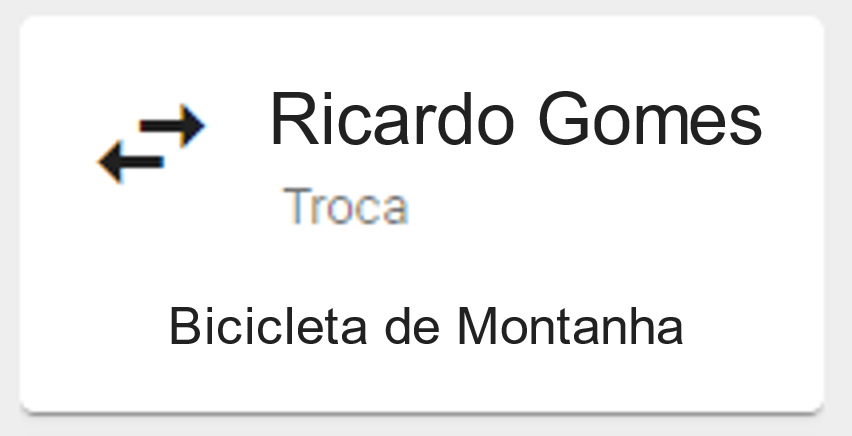 Ricardo Gomes
Troca
Bicicleta de Montanha